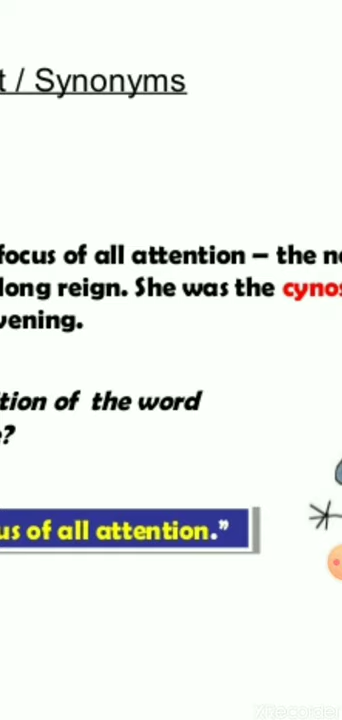 t / Synonyms
focus of all attention – the n
long reign. She was the cynos
vening.
tion of the word
e?
us of all attention.”